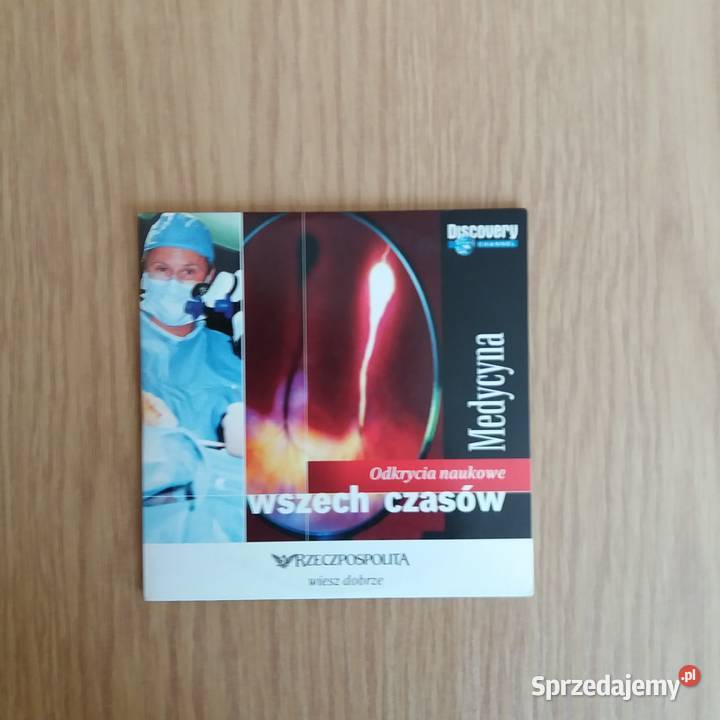 Discovery
CHANNEL
Medycyna
Odkrycia naukowe
wszech czasów
RZECZPOSPOLITA
wiesz dobrze
Sprzedajemy.pl